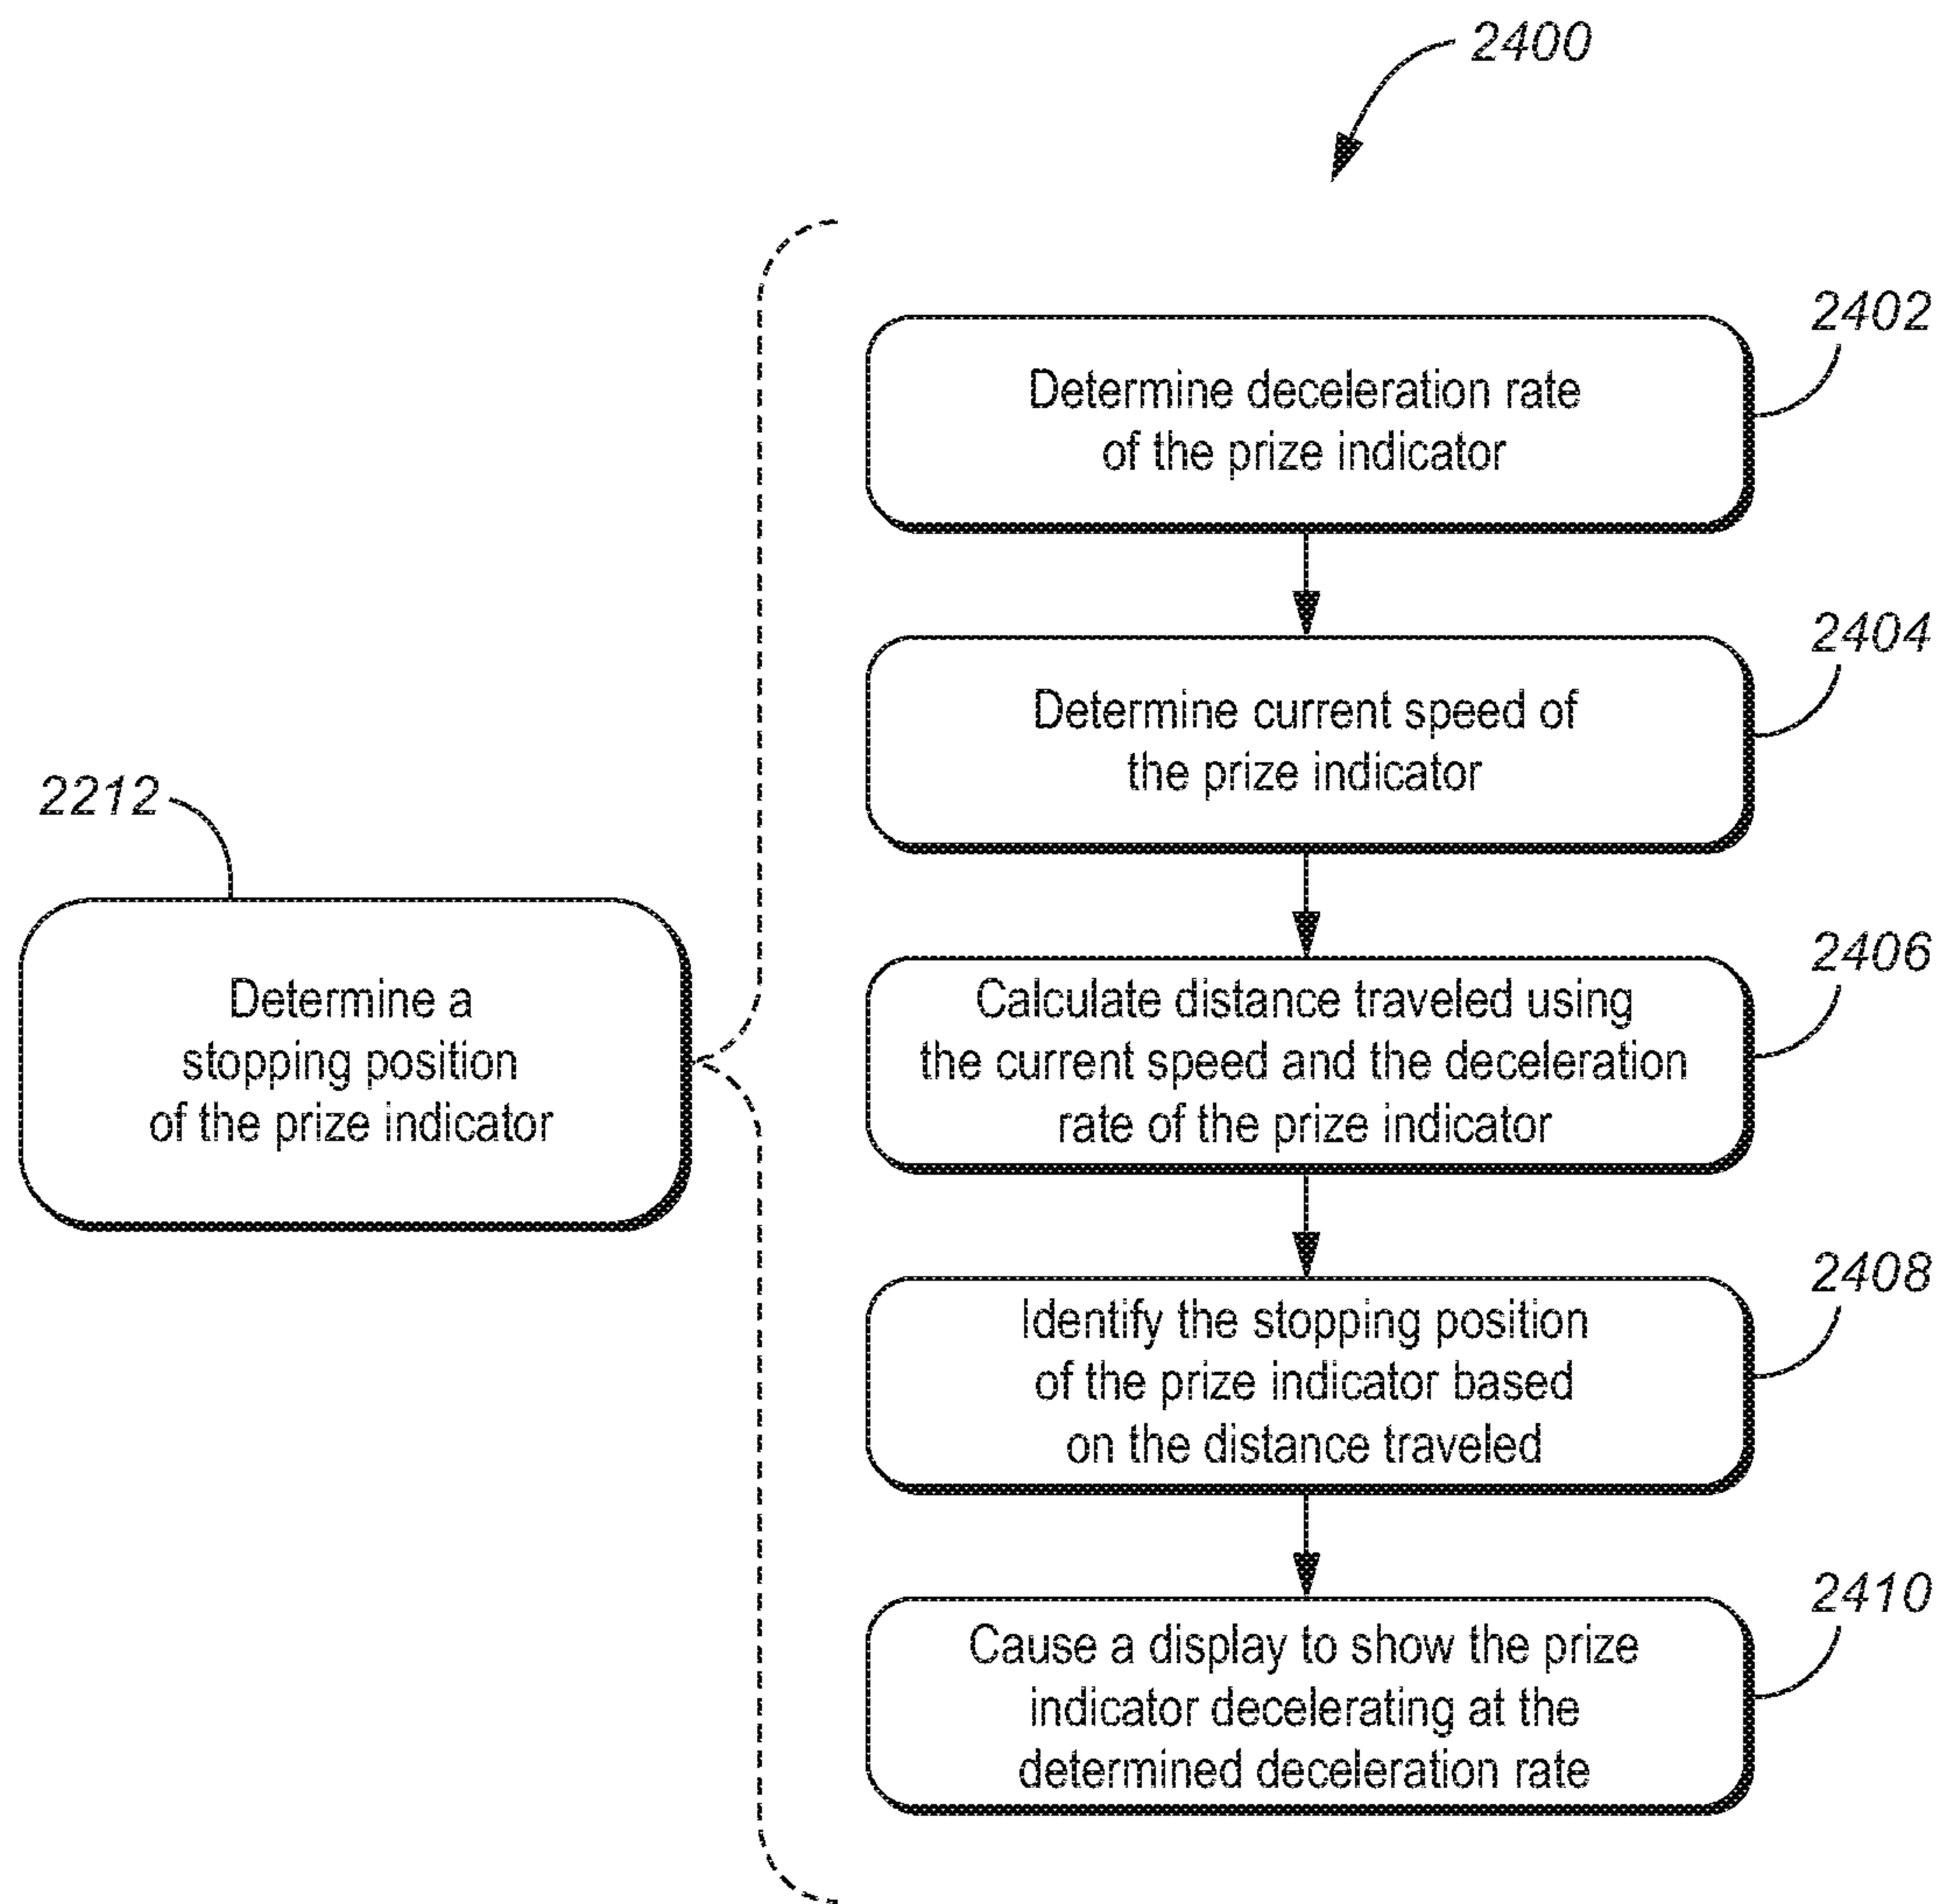 2400
2402
Determine deceleration rate
of the prize indicator
2404
Determine current speed of
the prize indicator
2212
Determine a
stopping position
of the prize indicator
2406
Calculate distance traveled using
the current speed and the deceleration
rate of the prize indicator
2408
Identify the stopping position
of the prize indicator based
on the distance traveled
2410
Cause a display to show the prize
indicator decelerating at the
determined deceleration rate